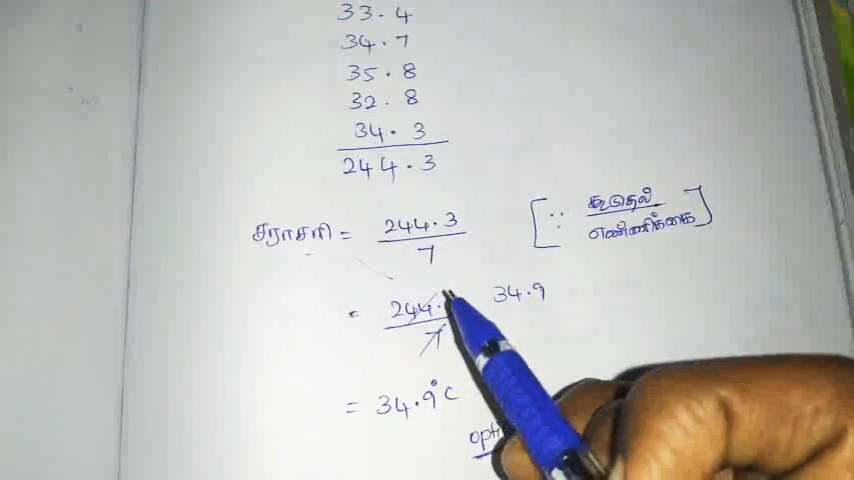 33.4
34.7
35.8
32.8
34.3
244.3
சராசரி = 244.3 / 7 [∵ கூடுதல் / எண்ணிக்கை]
= 244. / 7 34.9
= 34.9°C